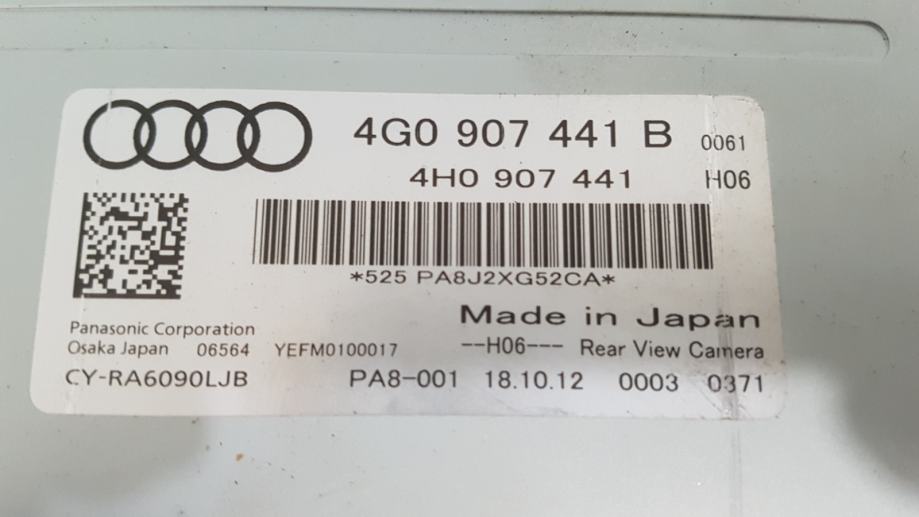 4G0 907 441 B 0061
4H0 907 441 H06
*525 PA8J2XG52CA*
Made in Japan
Panasonic Corporation
Osaka Japan 06564 YEFM0100017 --H06--- Rear View Camera
CY-RA6090LJB PA8-001 18.10.12 0003 0371